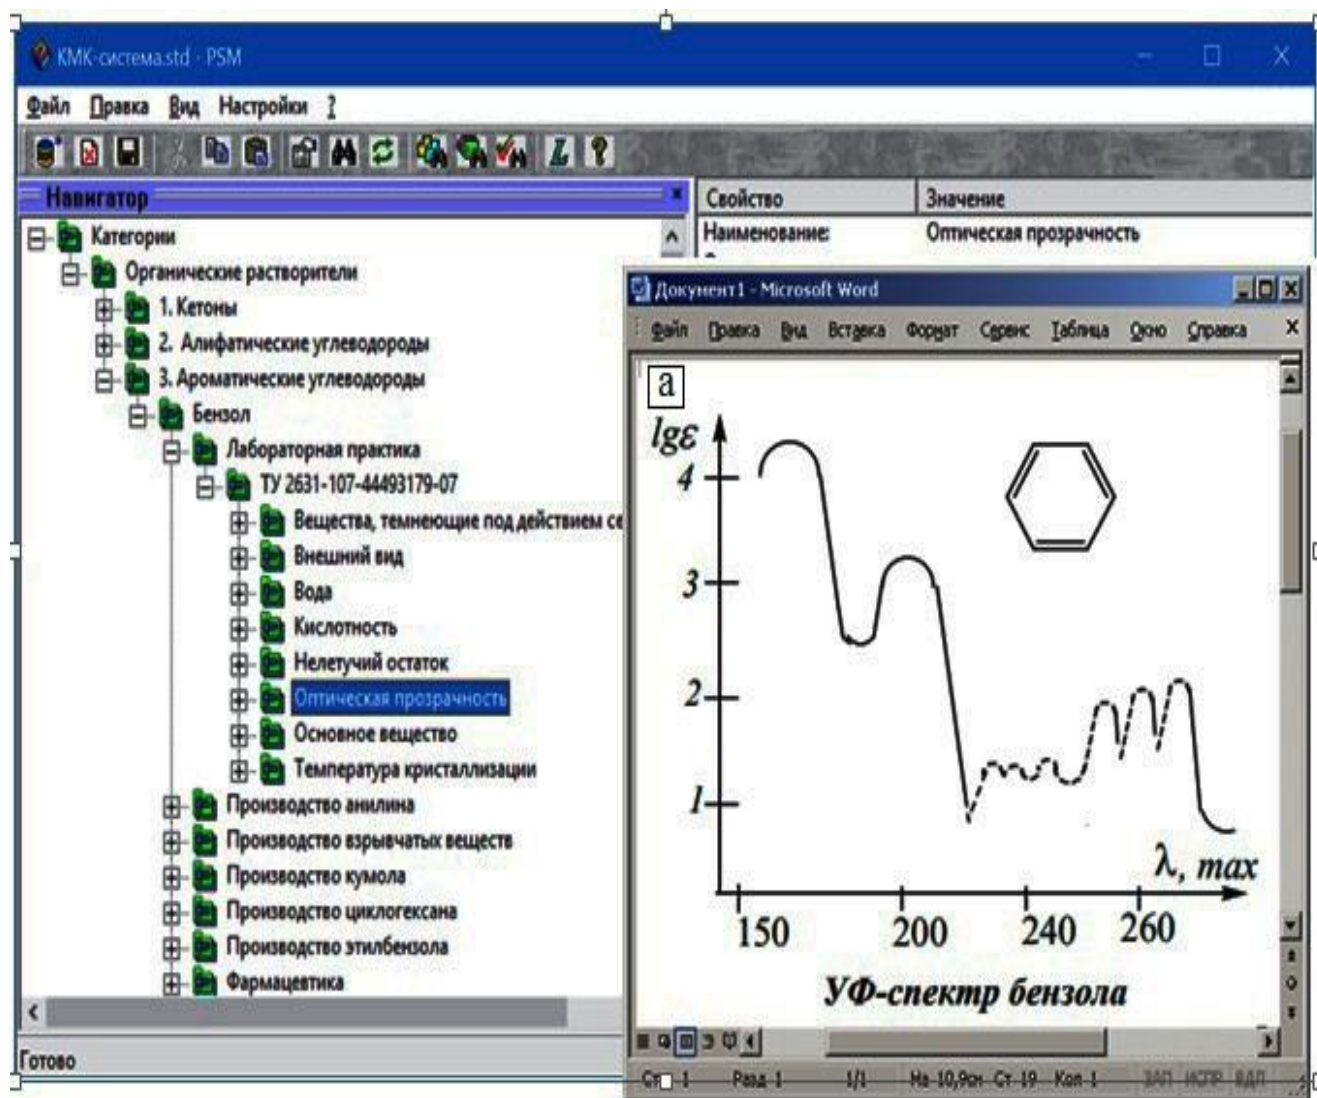 КМК-система.std - PSM
Файл Правка Вид Настройки ?
L ?
Навигатор
Свойство Значение
Категории
Наименование: Оптическая прозрачность
Органические растворители
1. Кетоны
2. Алифатические углеводороды
3. Ароматические углеводороды
Бензол
Лабораторная практика
ТУ 2631-107-44493179-07
Вещества, темнеющие под действием се
Внешний вид
Вода
Кислотность
Нелетучий остаток
Оптическая прозрачность
Основное вещество
Температура кристаллизации
Производство анилина
Производство взрывчатых веществ
Производство кумола
Производство циклогексана
Производство этилбензола
Фармацевтика
Готово
Документ1 - Microsoft Word
Файл Правка Вид Вставка Формат Сервис Таблица Окно Справка
а
lgε
4
3
2
1
λ, max
150 200 240 260
УФ-спектр бензола
1 Разд 1 1/1 На 10,9см Ст 19 Кол 1 ЗАП ИСПР ВДЛ